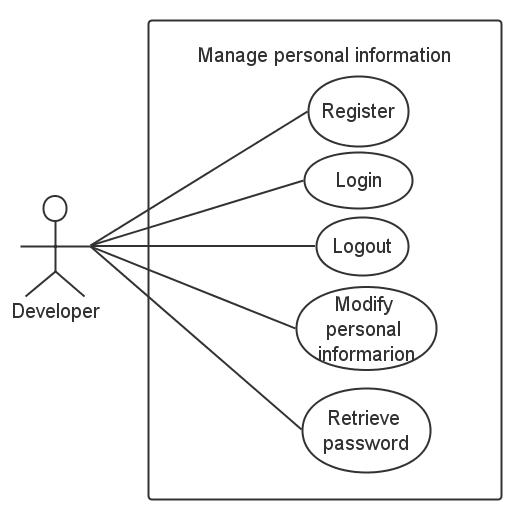 Manage personal information
Register
Login
Logout
Modify
personal
informarion
Retrieve
password
Developer